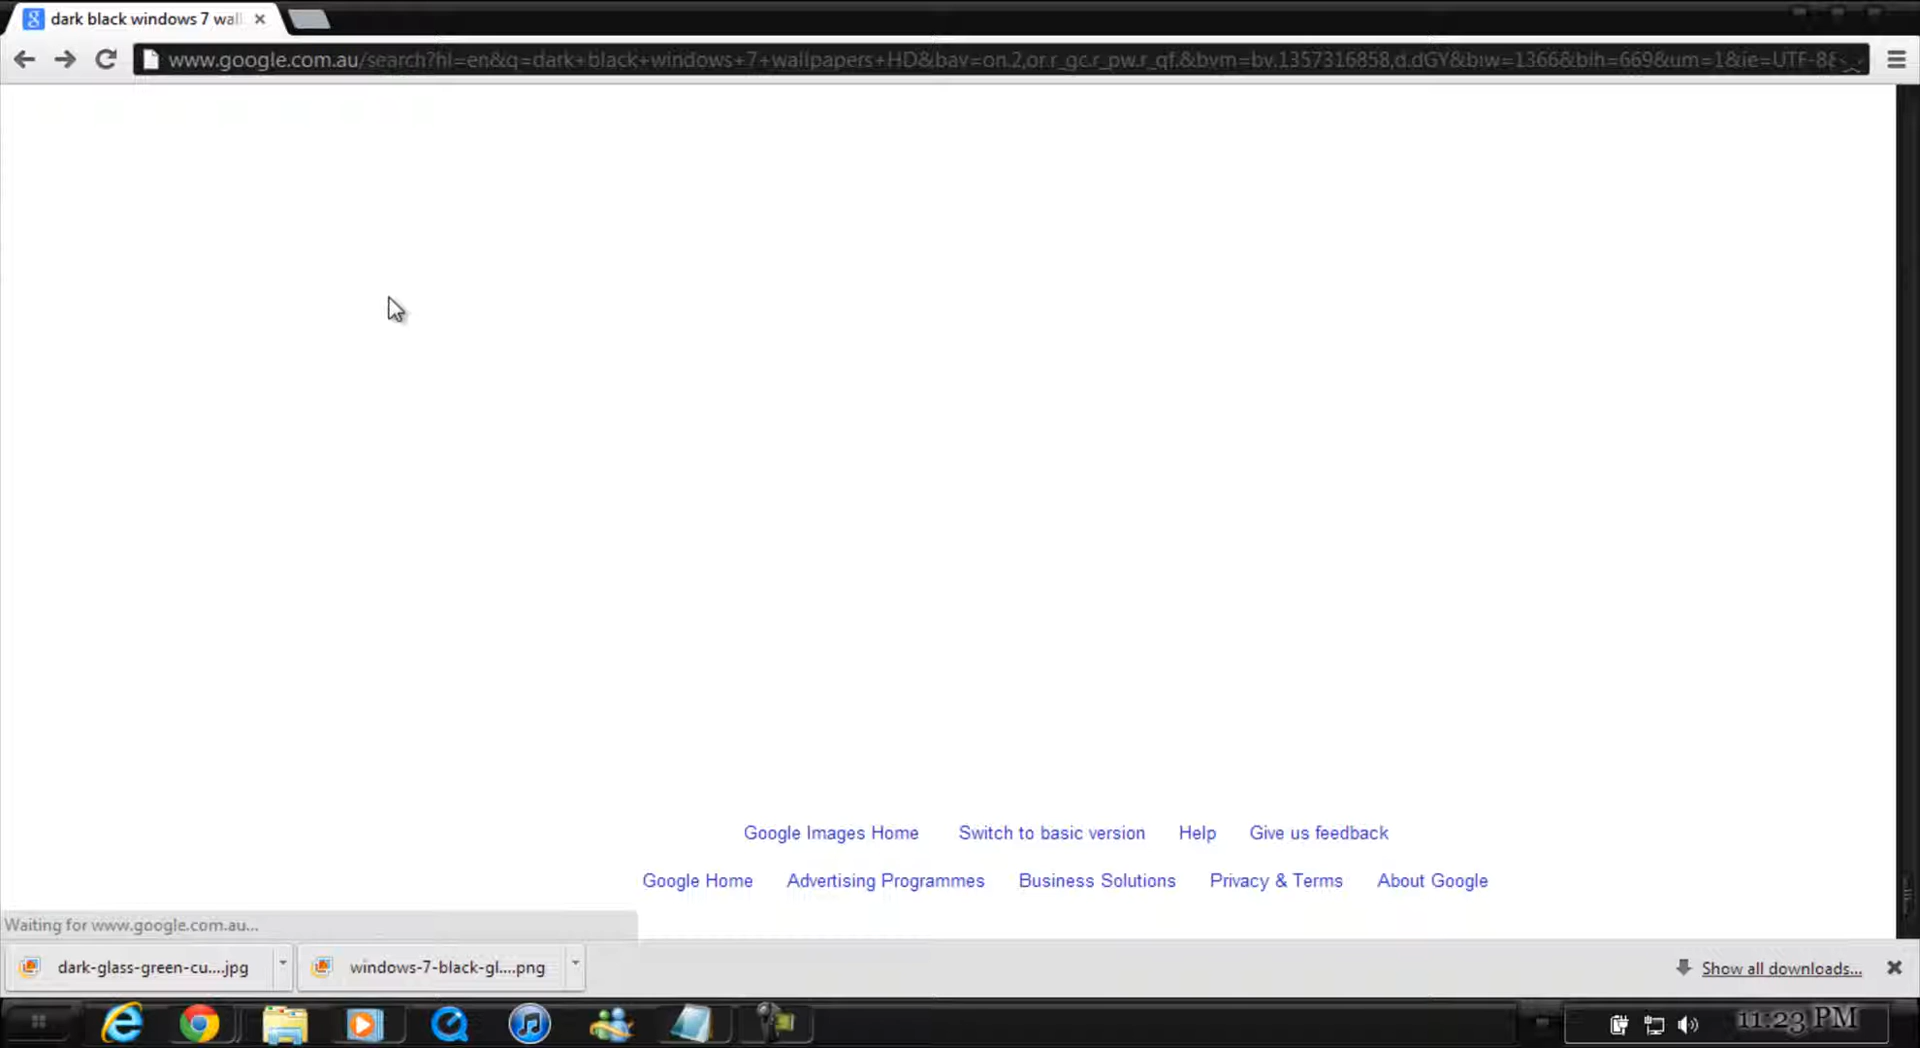 dark black windows 7 wal
www.google.com.au/search?hl=en&q=dark+black+windows+7+wallpapers+HD&bav=on.2,or.r_gc.r_pw.r_qf.&bvm=bv.1357316858,d.dGY&biw=1366&bih=669&um=1&ie=UTF-8&
Google Images Home Switch to basic version Help Give us feedback
Google Home Advertising Programmes Business Solutions Privacy & Terms About Google
Waiting for www.google.com.au...
dark-glass-green-cu....jpg windows-7-black-gl....png Show all downloads...
11:23 PM